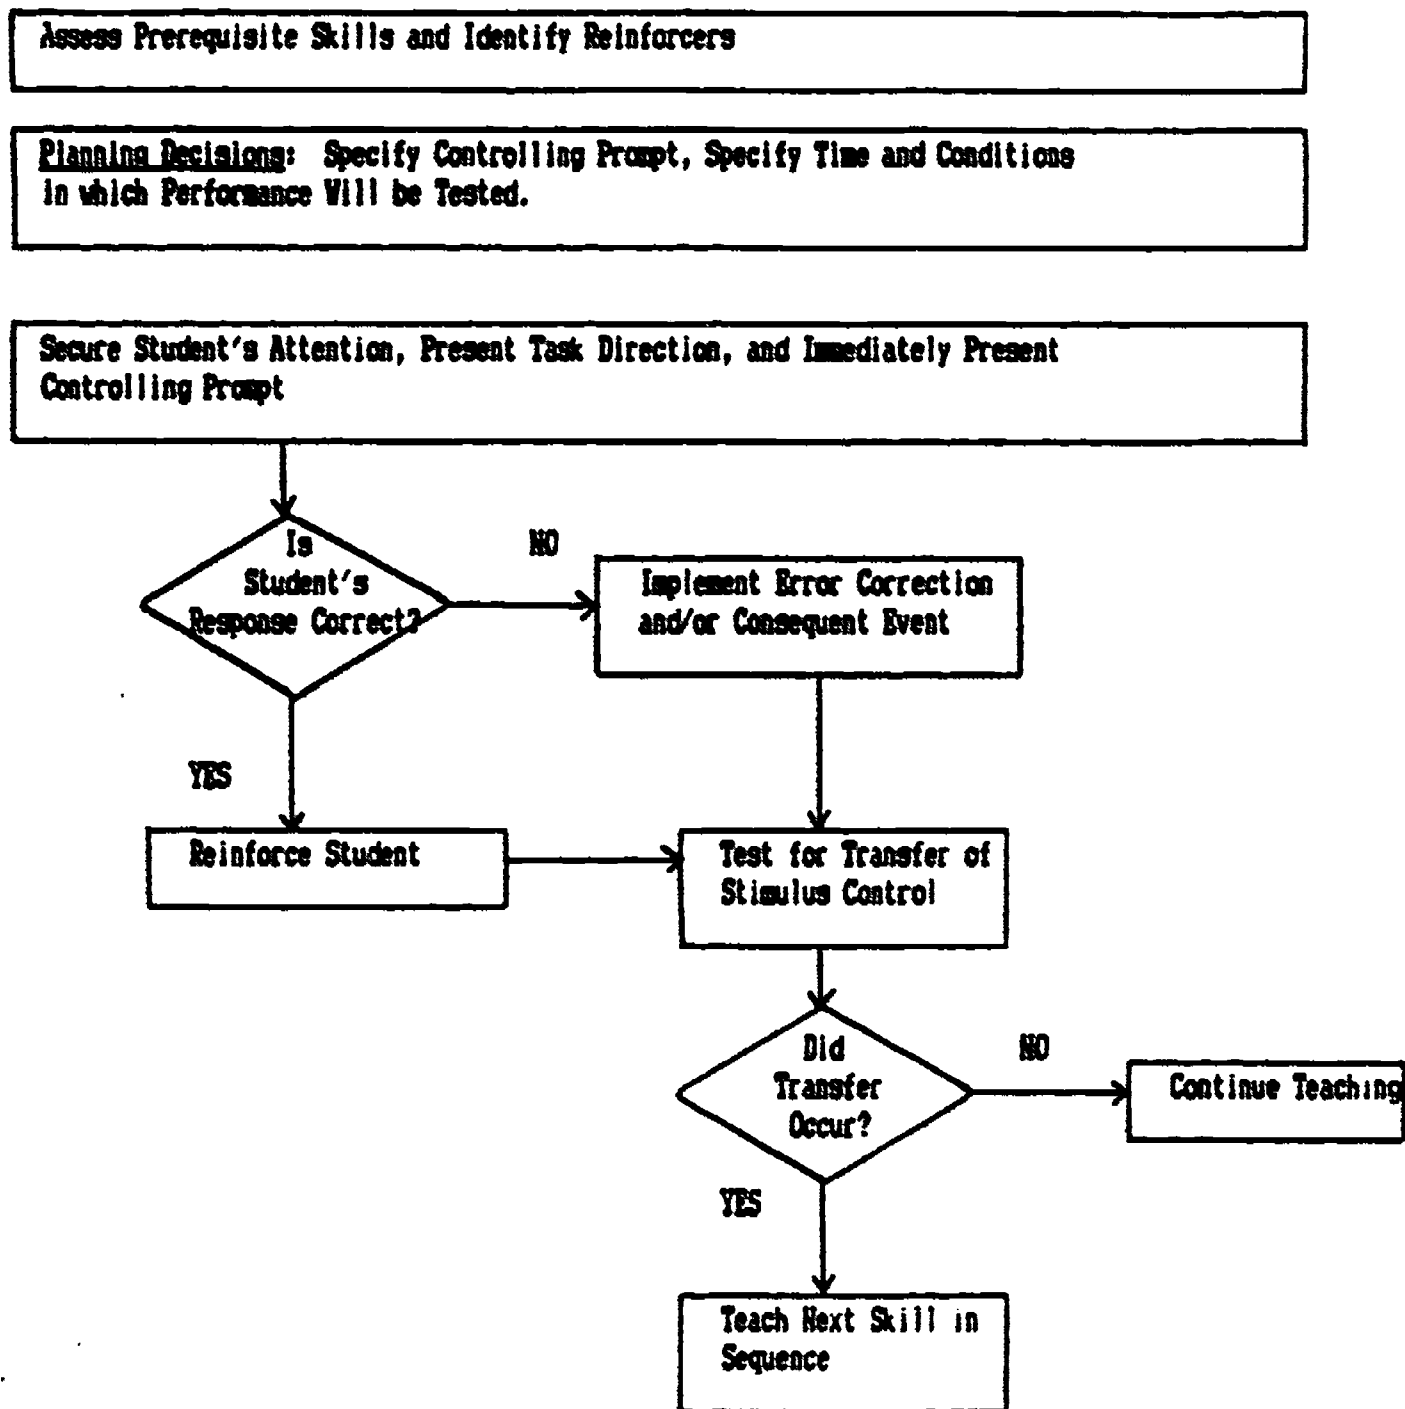 Assess Prerequisite Skills and Identify Reinforcers
Planning Decisions: Specify Controlling Prompt, Specify Time and Conditions
in which Performance Will be Tested.
Secure Student's Attention, Present Task Direction, and Immediately Present
Controlling Prompt
Is
Student's
Response Correct?
NO
Implement Error Correction
and/or Consequent Event
YES
Reinforce Student
Test for Transfer of
Stimulus Control
Did
Transfer
Occur?
NO
Continue Teaching
YES
Teach Next Skill in
Sequence